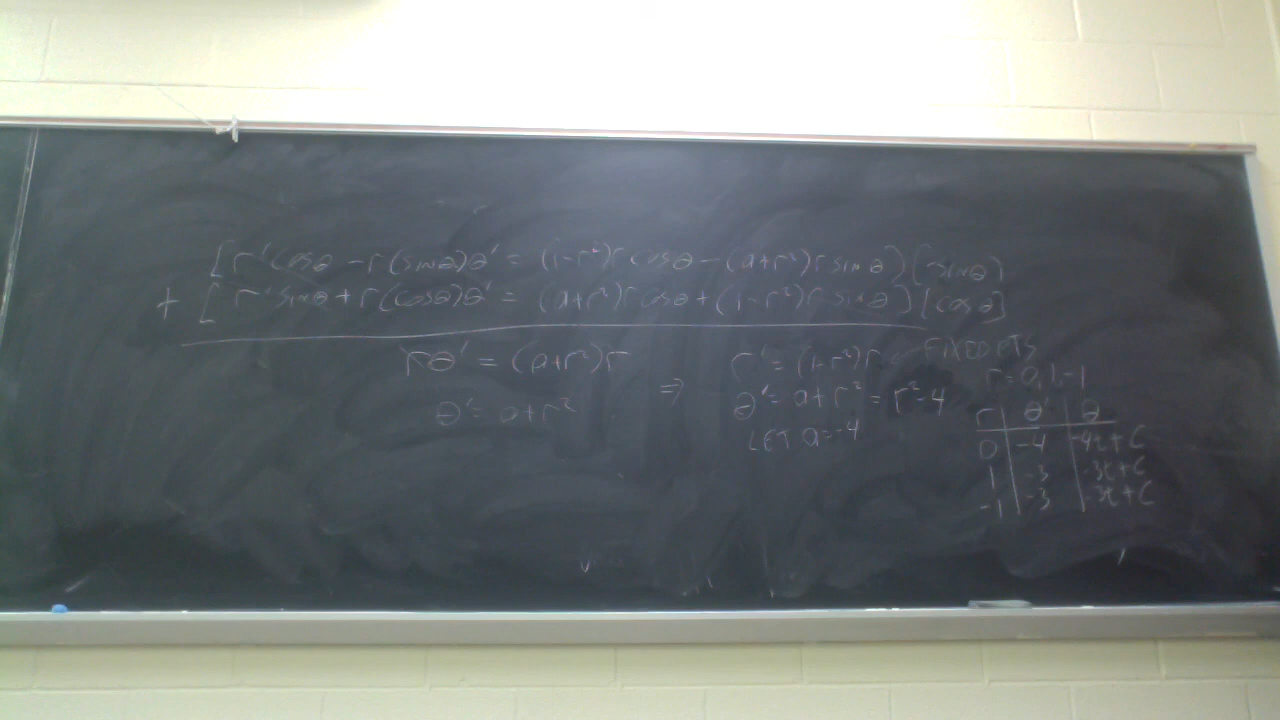 [r'cosθ - r(sinθ)θ' = (1-r²)r cosθ - (a+r²)r sinθ] [-sinθ]
+ [r'sinθ + r(cosθ)θ' = (a+r²)r cosθ + (1-r²)r sinθ] [cosθ]
rθ' = (a+r²)r
θ' = a+r²
⇒
r' = (1-r²)r
θ' = a+r² = r²-4
LET a=-4
FIXED PTS
r=0,1,-1
r | θ' | θ
0 | -4 | -4t+C
1 | -3 | -3t+C
-1 | -3 | -3t+C